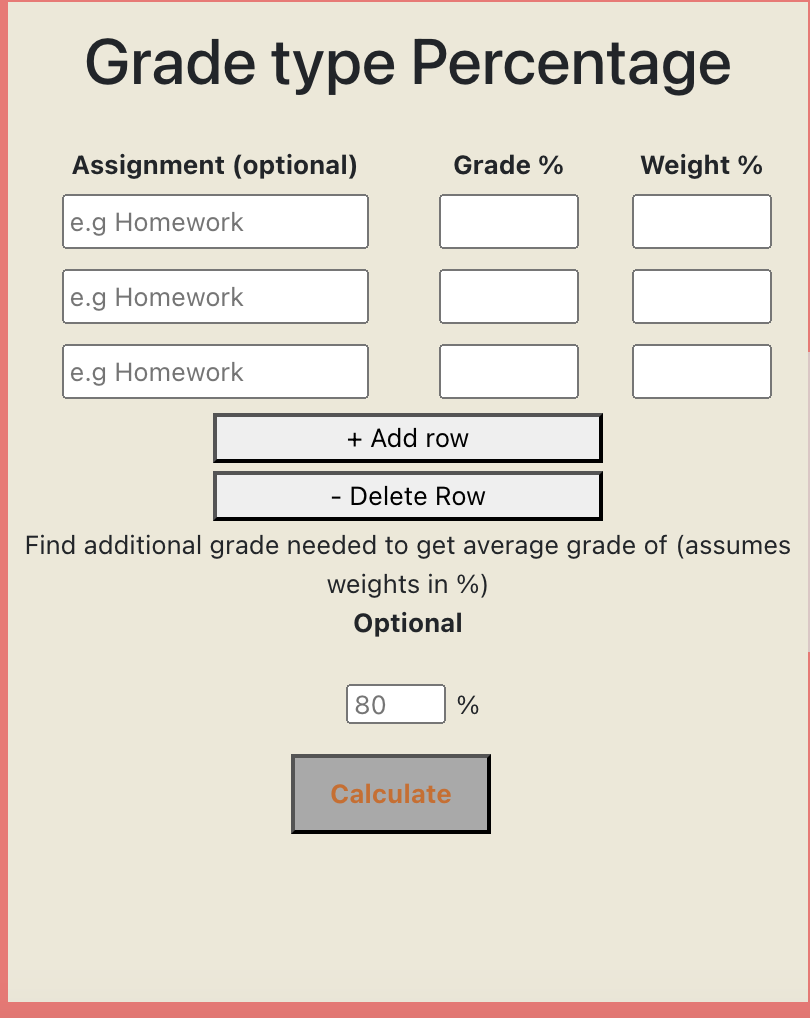 Grade type Percentage
Assignment (optional) Grade % Weight %
e.g Homework
e.g Homework
e.g Homework
+ Add row
- Delete Row
Find additional grade needed to get average grade of (assumes
weights in %)
Optional
80 %
Calculate